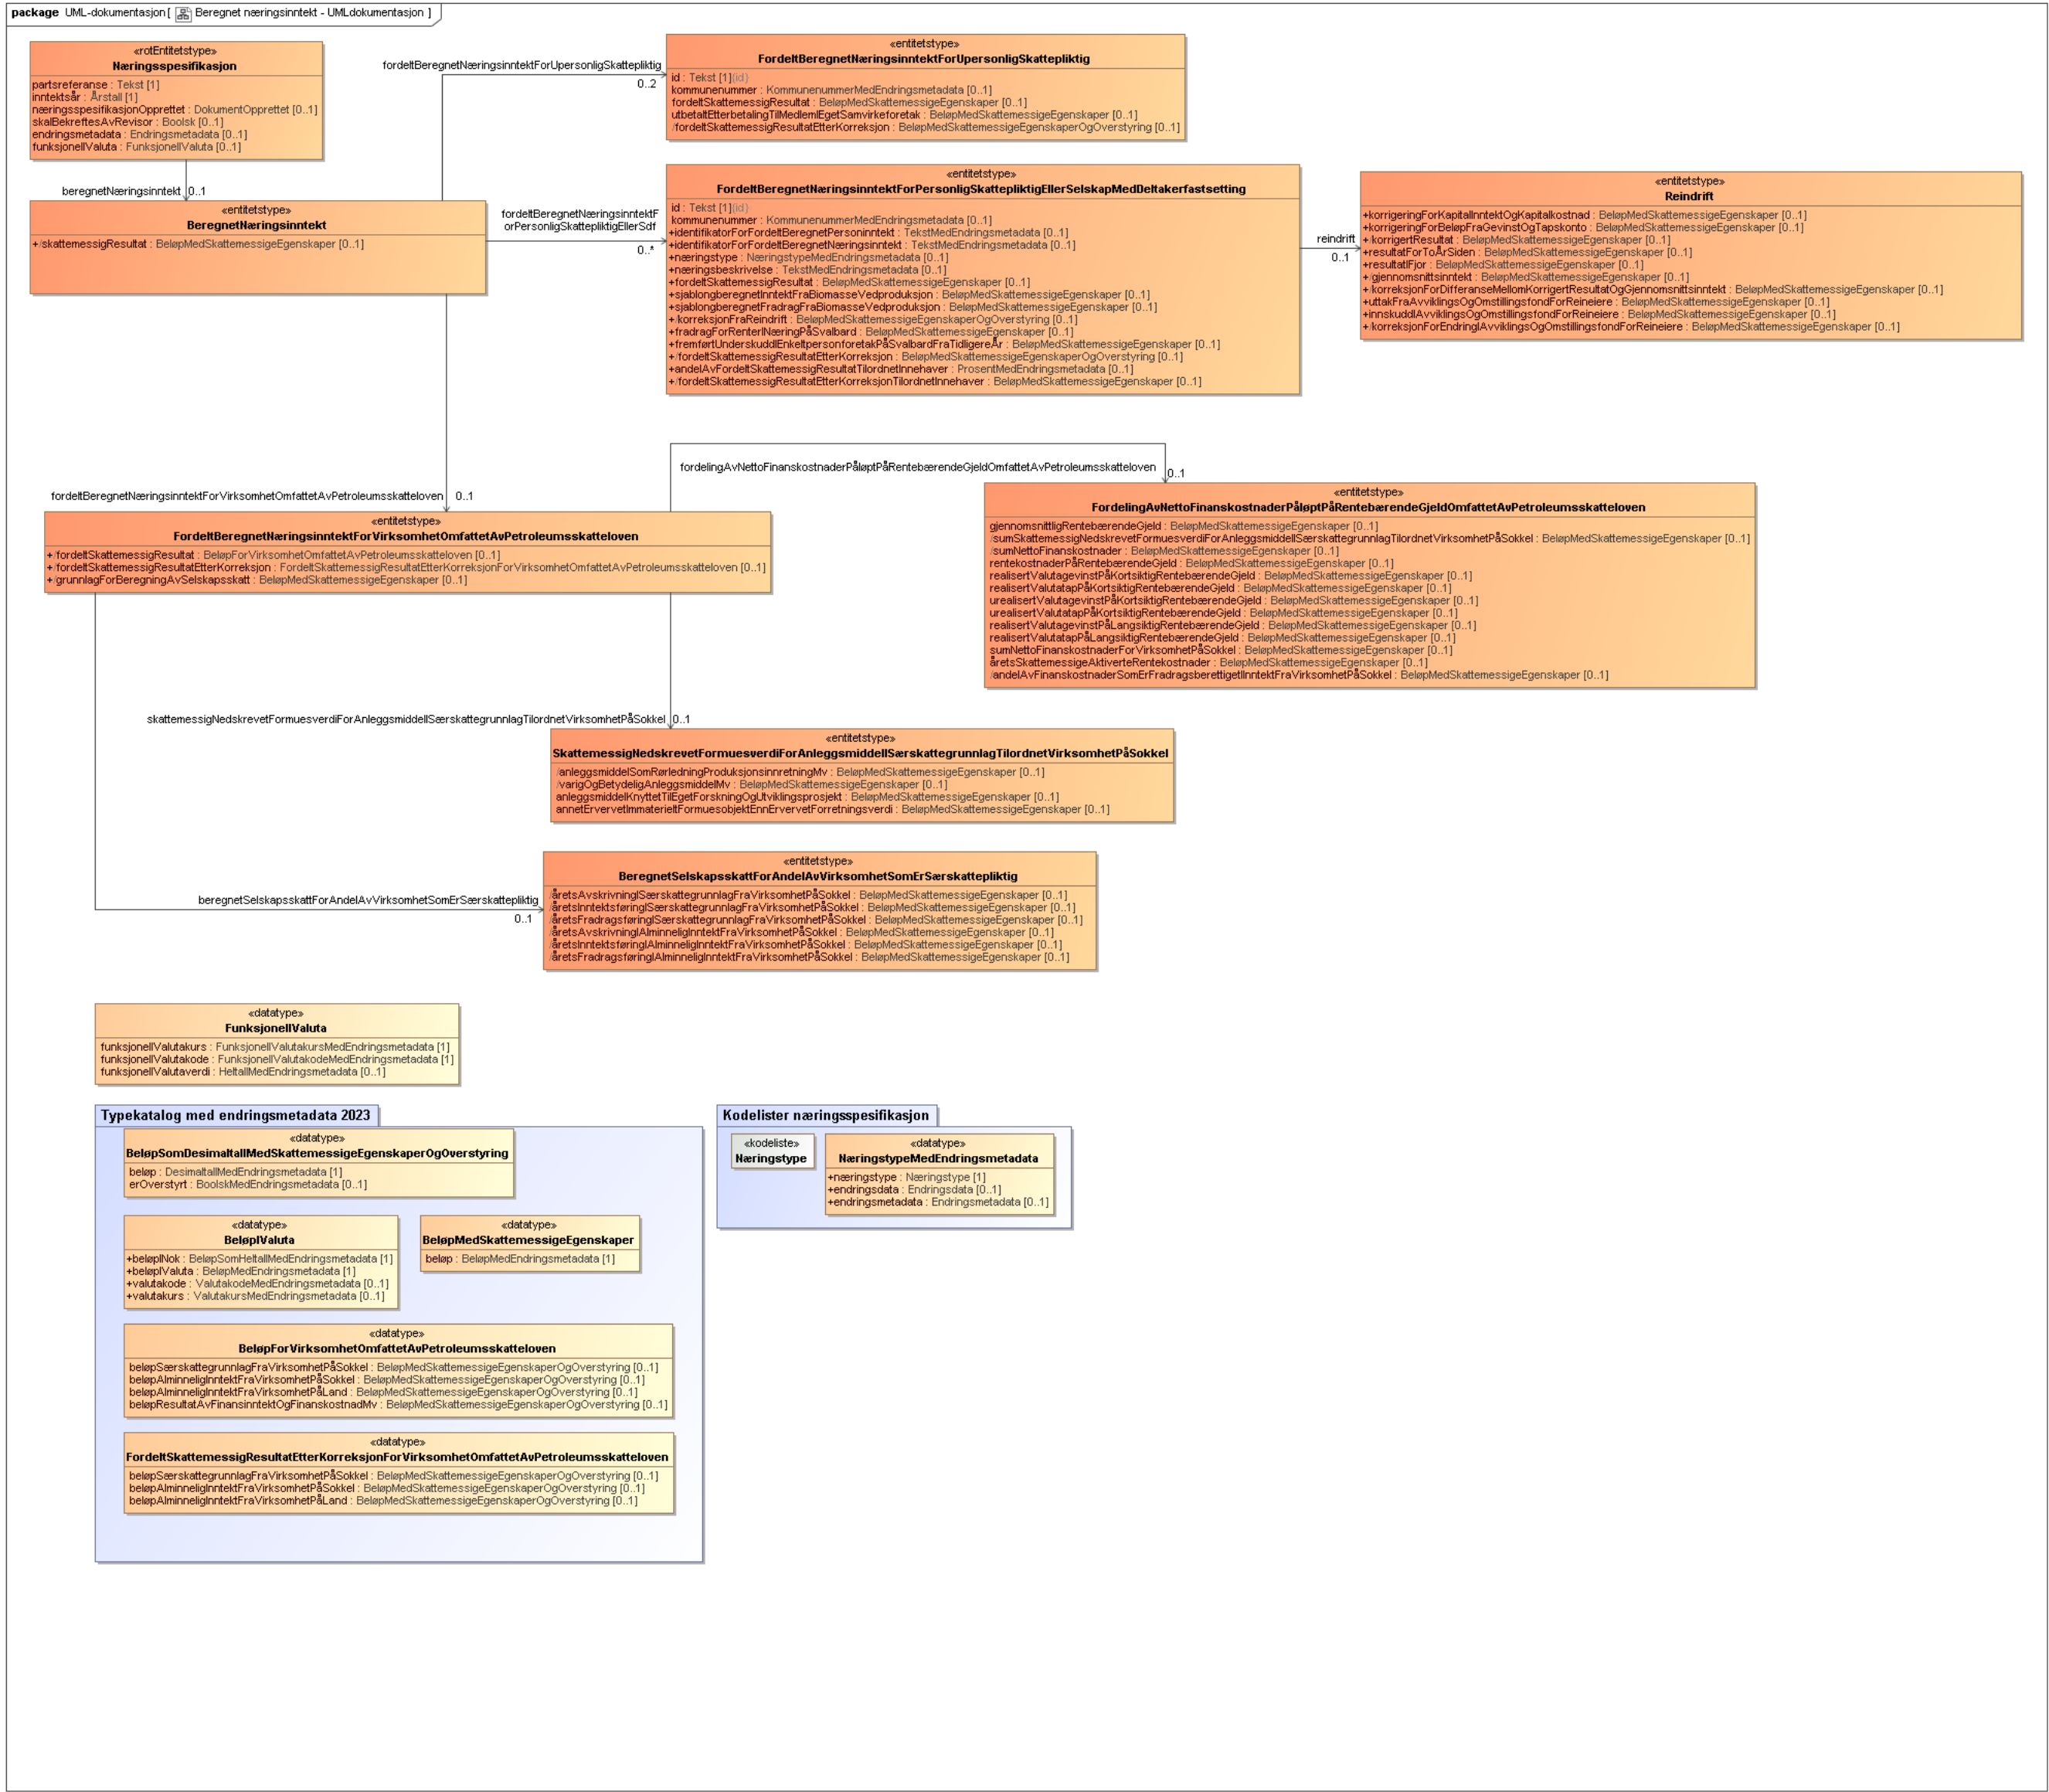 package UML-dokumentasjon [ Beregnet næringsinntekt - UMLdokumentasjon ]
«rotEntitetstype»
Næringsspesifikasjon
partsreferanse : Tekst [1]
inntektsår : Årstall [1]
næringsspesifikasjonOpprettet : DokumentOpprettet [0..1]
skalBekreftesAvRevisor : Boolsk [0..1]
endringsmetadata : Endringsmetadata [0..1]
funksjonellValuta : FunksjonellValuta [0..1]
beregnetNæringsinntekt 0..1
«entitetstype»
BeregnetNæringsinntekt
+/skattemessigResultat : BeløpMedSkattemessigeEgenskaper [0..1]
fordeltBeregnetNæringsinntektForUpersonligSkattepliktig
0..2
«entitetstype»
FordeltBeregnetNæringsinntektForUpersonligSkattepliktig
id : Tekst [1]{id}
kommunenummer : KommunenummerMedEndringsmetadata [0..1]
fordeltSkattemessigResultat : BeløpMedSkattemessigeEgenskaper [0..1]
utbetaltEtterbetalingTilMedlemIEgetSamvirkeforetak : BeløpMedSkattemessigeEgenskaper [0..1]
/fordeltSkattemessigResultatEtterKorreksjon : BeløpMedSkattemessigeEgenskaperOgOverstyring [0..1]
fordeltBeregnetNæringsinntektF
orPersonligSkattepliktigEllerSdf
0..*
«entitetstype»
FordeltBeregnetNæringsinntektForPersonligSkattepliktigEllerSelskapMedDeltakerfastsetting
id : Tekst [1]{id}
kommunenummer : KommunenummerMedEndringsmetadata [0..1]
+identifikatorForFordeltBeregnetPersoninntekt : TekstMedEndringsmetadata [0..1]
+identifikatorForFordeltBeregnetNæringsinntekt : TekstMedEndringsmetadata [0..1]
+næringstype : NæringstypeMedEndringsmetadata [0..1]
+næringsbeskrivelse : TekstMedEndringsmetadata [0..1]
+fordeltSkattemessigResultat : BeløpMedSkattemessigeEgenskaper [0..1]
+sjablongberegnetInntektFraBiomasseVedproduksjon : BeløpMedSkattemessigeEgenskaper [0..1]
+sjablongberegnetFradragFraBiomasseVedproduksjon : BeløpMedSkattemessigeEgenskaper [0..1]
+/korreksjonFraReindrift : BeløpMedSkattemessigeEgenskaperOgOverstyring [0..1]
+fradragForRenterINæringPåSvalbard : BeløpMedSkattemessigeEgenskaper [0..1]
+fremførtUnderskuddIEnkeltpersonforetakPåSvalbardFraTidligereÅr : BeløpMedSkattemessigeEgenskaper [0..1]
+/fordeltSkattemessigResultatEtterKorreksjon : BeløpMedSkattemessigeEgenskaperOgOverstyring [0..1]
+andelAvFordeltSkattemessigResultatTilordnetInnehaver : ProsentMedEndringsmetadata [0..1]
+/fordeltSkattemessigResultatEtterKorreksjonTilordnetInnehaver : BeløpMedSkattemessigeEgenskaper [0..1]
reindrift
0..1
«entitetstype»
Reindrift
+korrigeringForKapitalInntektOgKapitalkostnad : BeløpMedSkattemessigeEgenskaper [0..1]
+korrigeringForBeløpFraGevinstOgTapskonto : BeløpMedSkattemessigeEgenskaper [0..1]
+/korrigertResultat : BeløpMedSkattemessigeEgenskaper [0..1]
+resultatForToÅrSiden : BeløpMedSkattemessigeEgenskaper [0..1]
+resultatIFjor : BeløpMedSkattemessigeEgenskaper [0..1]
+/gjennomsnittsinntekt : BeløpMedSkattemessigeEgenskaper [0..1]
+/korreksjonForDifferanseMellomKorrigertResultatOgGjennomsnittsinntekt : BeløpMedSkattemessigeEgenskaper [0..1]
+uttakFraAvviklingsOgOmstillingsfondForReineiere : BeløpMedSkattemessigeEgenskaper [0..1]
+innskuddIAvviklingsOgOmstillingsfondForReineiere : BeløpMedSkattemessigeEgenskaper [0..1]
+/korreksjonForEndringIAvviklingsOgOmstillingsfondForReineiere : BeløpMedSkattemessigeEgenskaper [0..1]
fordelingAvNettoFinanskostnaderPåløptPåRentebærendeGjeldOmfattetAvPetroleumsskatteloven
0..1
«entitetstype»
FordelingAvNettoFinanskostnaderPåløptPåRentebærendeGjeldOmfattetAvPetroleumsskatteloven
gjennomsnittligRentebærendeGjeld : BeløpMedSkattemessigeEgenskaper [0..1]
/sumSkattemessigNedskrevetFormuesverdiForAnleggsmiddelISærskattegrunnlagTilordnetVirksomhetPåSokkel : BeløpMedSkattemessigeEgenskaper [0..1]
/sumNettoFinanskostnader : BeløpMedSkattemessigeEgenskaper [0..1]
rentekostnaderPåRentebærendeGjeld : BeløpMedSkattemessigeEgenskaper [0..1]
realisertValutagevinstPåKortsiktigRentebærendeGjeld : BeløpMedSkattemessigeEgenskaper [0..1]
realisertValutatapPåKortsiktigRentebærendeGjeld : BeløpMedSkattemessigeEgenskaper [0..1]
urealisertValutagevinstPåKortsiktigRentebærendeGjeld : BeløpMedSkattemessigeEgenskaper [0..1]
urealisertValutatapPåKortsiktigRentebærendeGjeld : BeløpMedSkattemessigeEgenskaper [0..1]
realisertValutagevinstPåLangsiktigRentebærendeGjeld : BeløpMedSkattemessigeEgenskaper [0..1]
realisertValutatapPåLangsiktigRentebærendeGjeld : BeløpMedSkattemessigeEgenskaper [0..1]
sumNettoFinanskostnaderForVirksomhetPåSokkel : BeløpMedSkattemessigeEgenskaper [0..1]
åretsSkattemessigeAktiverteRentekostnader : BeløpMedSkattemessigeEgenskaper [0..1]
/andelAvFinanskostnaderSomErFradragsberettigetIInntektFraVirksomhetPåSokkel : BeløpMedSkattemessigeEgenskaper [0..1]
fordeltBeregnetNæringsinntektForVirksomhetOmfattetAvPetroleumsskatteloven 0..1
«entitetstype»
FordeltBeregnetNæringsinntektForVirksomhetOmfattetAvPetroleumsskatteloven
+/fordeltSkattemessigResultat : BeløpForVirksomhetOmfattetAvPetroleumsskatteloven [0..1]
+/fordeltSkattemessigResultatEtterKorreksjon : FordeltSkattemessigResultatEtterKorreksjonForVirksomhetOmfattetAvPetroleumsskatteloven [0..1]
+/grunnlagForBeregningAvSelskapsskatt : BeløpMedSkattemessigeEgenskaper [0..1]
skattemessigNedskrevetFormuesverdiForAnleggsmiddelISærskattegrunnlagTilordnetVirksomhetPåSokkel 0..1
«entitetstype»
SkattemessigNedskrevetFormuesverdiForAnleggsmiddelISærskattegrunnlagTilordnetVirksomhetPåSokkel
/anleggsmiddelSomRørledningProduksjonsinnretningMv : BeløpMedSkattemessigeEgenskaper [0..1]
/varigOgBetydeligAnleggsmiddelMv : BeløpMedSkattemessigeEgenskaper [0..1]
anleggsmiddelKnyttetTilEgetForskningOgUtviklingsprosjekt : BeløpMedSkattemessigeEgenskaper [0..1]
annetErvervetImmaterieltFormuesobjektEnnErvervetForretningsverdi : BeløpMedSkattemessigeEgenskaper [0..1]
beregnetSelskapsskattForAndelAvVirksomhetSomErSærskattepliktig
0..1
«entitetstype»
BeregnetSelskapsskattForAndelAvVirksomhetSomErSærskattepliktig
/åretsAvskrivningISærskattegrunnlagFraVirksomhetPåSokkel : BeløpMedSkattemessigeEgenskaper [0..1]
/åretsInntektsføringISærskattegrunnlagFraVirksomhetPåSokkel : BeløpMedSkattemessigeEgenskaper [0..1]
/åretsFradragsføringISærskattegrunnlagFraVirksomhetPåSokkel : BeløpMedSkattemessigeEgenskaper [0..1]
/åretsAvskrivningIAlminneligInntektFraVirksomhetPåSokkel : BeløpMedSkattemessigeEgenskaper [0..1]
/åretsInntektsføringIAlminneligInntektFraVirksomhetPåSokkel : BeløpMedSkattemessigeEgenskaper [0..1]
/åretsFradragsføringIAlminneligInntektFraVirksomhetPåSokkel : BeløpMedSkattemessigeEgenskaper [0..1]
«datatype»
FunksjonellValuta
funksjonellValutakurs : FunksjonellValutakursMedEndringsmetadata [1]
funksjonellValutakode : FunksjonellValutakodeMedEndringsmetadata [1]
funksjonellValutaverdi : HeltallMedEndringsmetadata [0..1]
Typekatalog med endringsmetadata 2023
«datatype»
BeløpSomDesimaltallMedSkattemessigeEgenskaperOgOverstyring
beløp : DesimaltallMedEndringsmetadata [1]
erOverstyrt : BoolskMedEndringsmetadata [0..1]
«datatype»
BeløpIValuta
+beløpINok : BeløpSomHeltallMedEndringsmetadata [1]
+beløpIValuta : BeløpMedEndringsmetadata [1]
+valutakode : ValutakodeMedEndringsmetadata [0..1]
+valutakurs : ValutakursMedEndringsmetadata [0..1]
«datatype»
BeløpMedSkattemessigeEgenskaper
beløp : BeløpMedEndringsmetadata [1]
«datatype»
BeløpForVirksomhetOmfattetAvPetroleumsskatteloven
beløpSærskattegrunnlagFraVirksomhetPåSokkel : BeløpMedSkattemessigeEgenskaperOgOverstyring [0..1]
beløpAlminneligInntektFraVirksomhetPåSokkel : BeløpMedSkattemessigeEgenskaperOgOverstyring [0..1]
beløpAlminneligInntektFraVirksomhetPåLand : BeløpMedSkattemessigeEgenskaperOgOverstyring [0..1]
beløpResultatAvFinansinntektOgFinanskostnadMv : BeløpMedSkattemessigeEgenskaperOgOverstyring [0..1]
«datatype»
FordeltSkattemessigResultatEtterKorreksjonForVirksomhetOmfattetAvPetroleumsskatteloven
beløpSærskattegrunnlagFraVirksomhetPåSokkel : BeløpMedSkattemessigeEgenskaperOgOverstyring [0..1]
beløpAlminneligInntektFraVirksomhetPåSokkel : BeløpMedSkattemessigeEgenskaperOgOverstyring [0..1]
beløpAlminneligInntektFraVirksomhetPåLand : BeløpMedSkattemessigeEgenskaperOgOverstyring [0..1]
Kodelister næringsspesifikasjon
«kodeliste»
Næringstype
«datatype»
NæringstypeMedEndringsmetadata
+næringstype : Næringstype [1]
+endringsdata : Endringsdata [0..1]
+endringsmetadata : Endringsmetadata [0..1]